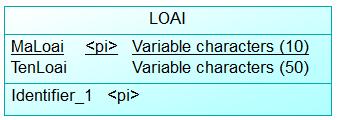 LOAI
MaLoai <pi> Variable characters (10)
TenLoai Variable characters (50)
Identifier_1 <pi>